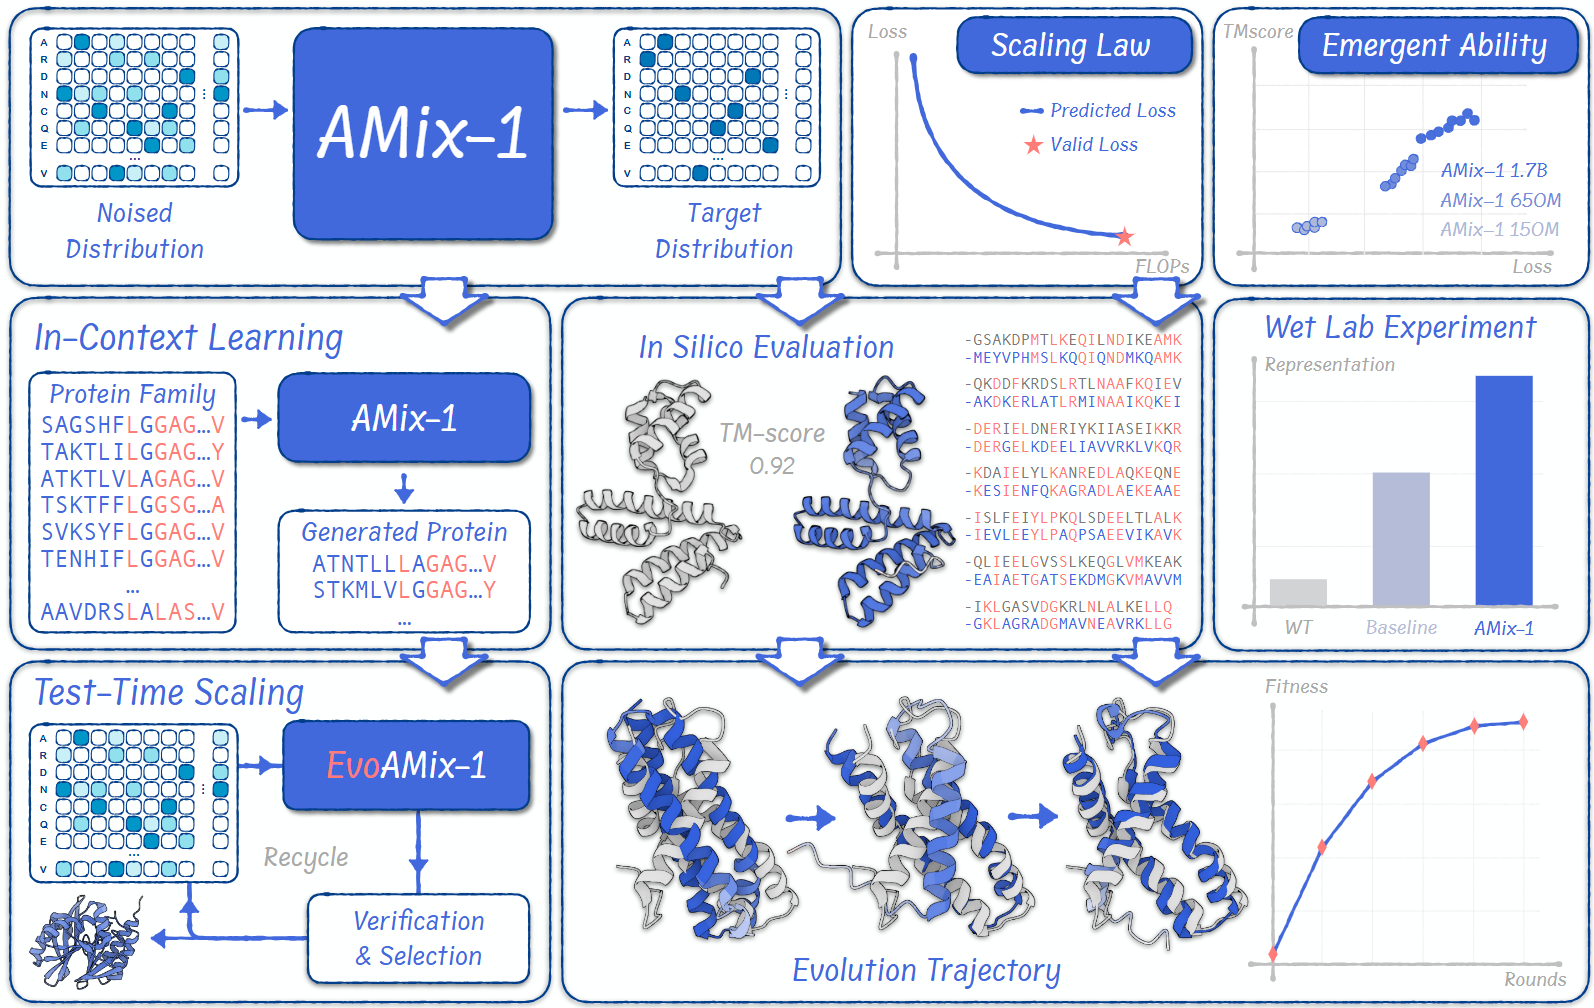 A
R
D
N
C
Q
E
...
V
...
Noised
Distribution
AMix-1
A
R
D
N
C
Q
E
...
V
...
Target
Distribution
Loss
Scaling Law
Predicted Loss
Valid Loss
FLOPs
TMscore
Emergent Ability
AMix-1 1.7B
AMix-1 650M
AMix-1 150M
Loss
In-Context Learning
Protein Family
SAGSHFLGGAG...V
TAKTLILGGAG...Y
ATKTLVLAGAG...V
TSKTFFLGGSG...A
SVKSYFLGGAG...V
TENHIFLGGAG...V
...
AAVDRSLALAS...V
AMix-1
Generated Protein
ATNTLLLAGAG...V
STKMLVLGGAG...Y
...
In Silico Evaluation
TM-score
0.92
-GSAKDPMTLKEQILNDIKEAMK
-MEYVPHMSLKQQIQNDMKQAMK
-QKDDFKRDSLRTLNAAFKQIEV
-AKDKERLATLRMINAAIKQKEI
-DERIELDNERIYKIIASEIKKR
-DERGELKDEELIAVVRKLVKQR
-KDAIELYLKANREDLAQKEQNE
-KESIENFQKAGRADLAEKEAAE
-ISLFEIYLPKQLSDEELTLALK
-IEVLEEYLPAQPSAEEVIKAVK
-QLIEELGVSSLKEQGLVMKEAK
-EAIAETGATSEKDMGKVMAVVM
-IKLGASVDGKRLNLALKELLQ
-GKLAGRADGMAVNEAVRKLLG
Wet Lab Experiment
Representation
WT
Baseline
AMix-1
Test-Time Scaling
A
R
D
N
C
Q
E
...
V
...
EvoAMix-1
Recycle
Verification
& Selection
Evolution Trajectory
Fitness
Rounds